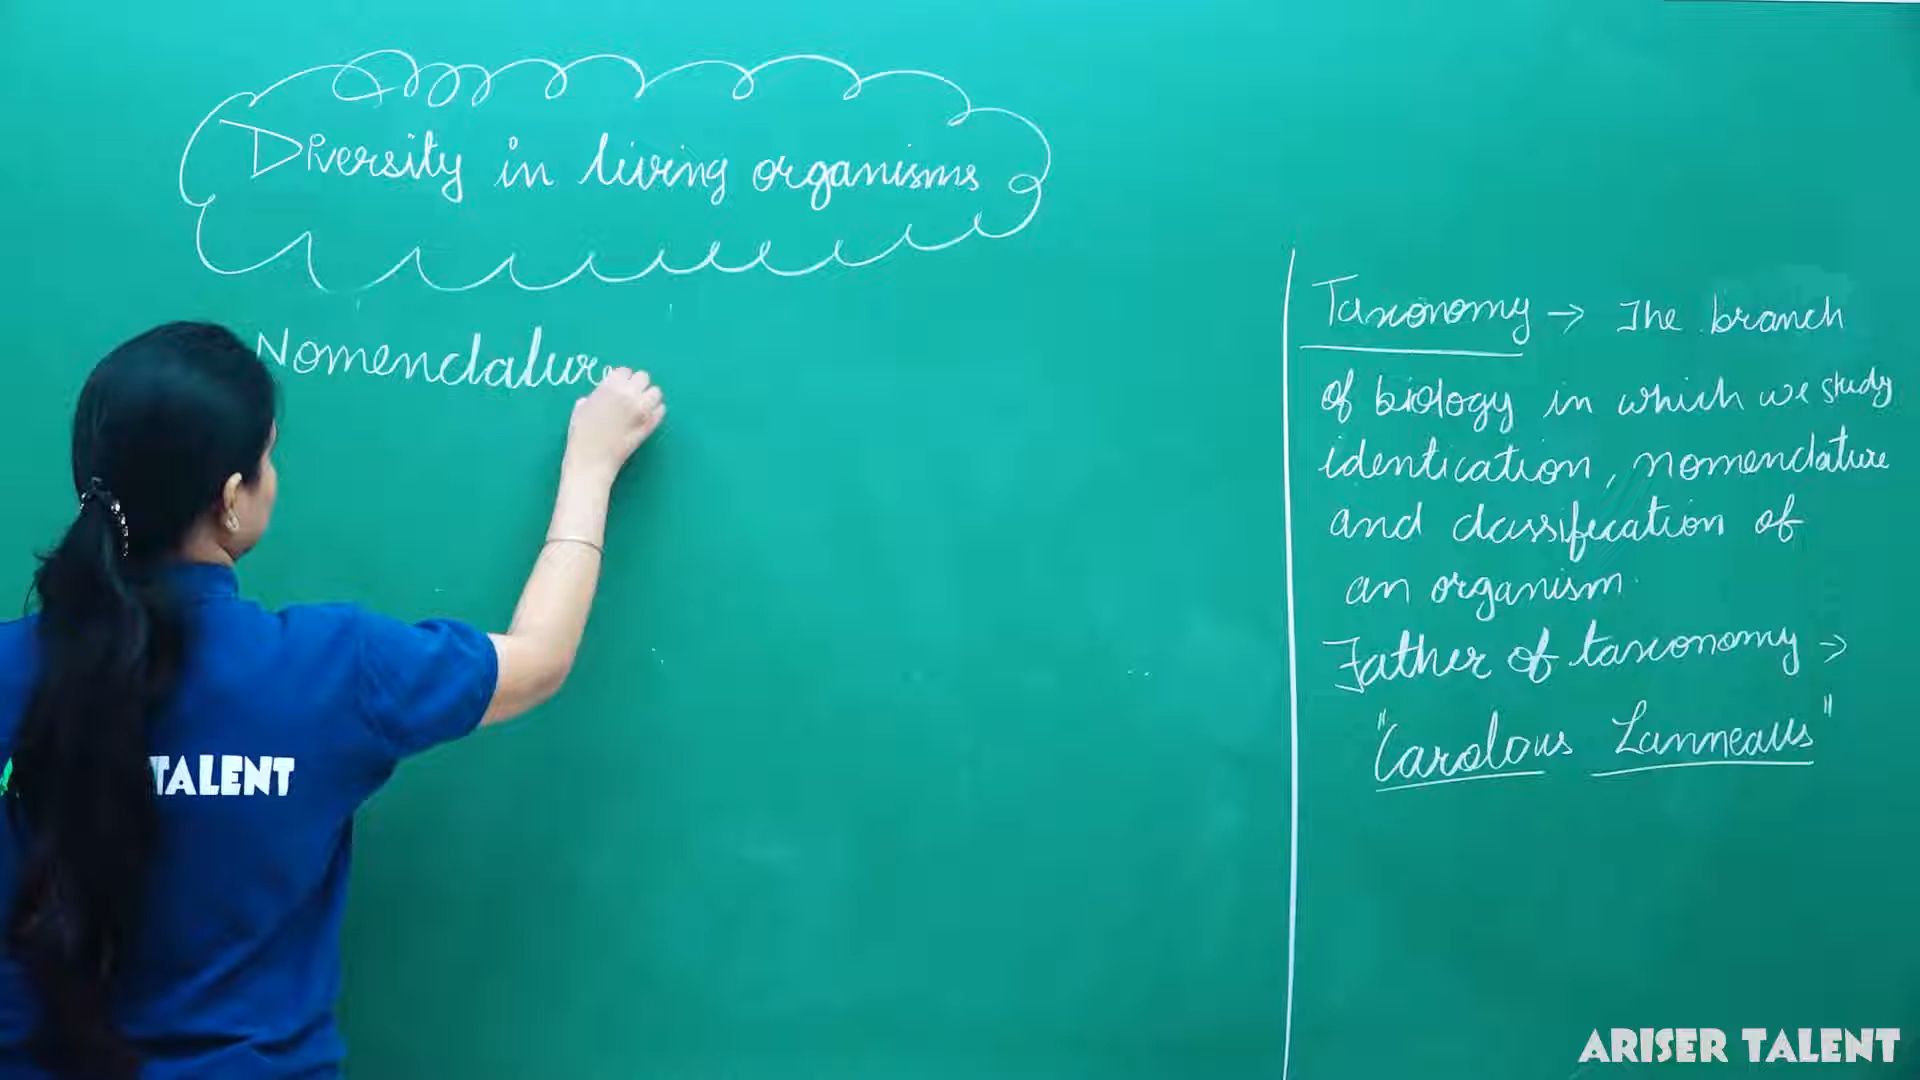 Diversity in living organisms
Nomenclature
Taxonomy → The branch
of biology in which we study
identication, nomenclature
and classification of
an organism.
Father of taxonomy →
"Carolous Lanneaus"
TALENT
ARISER TALENT